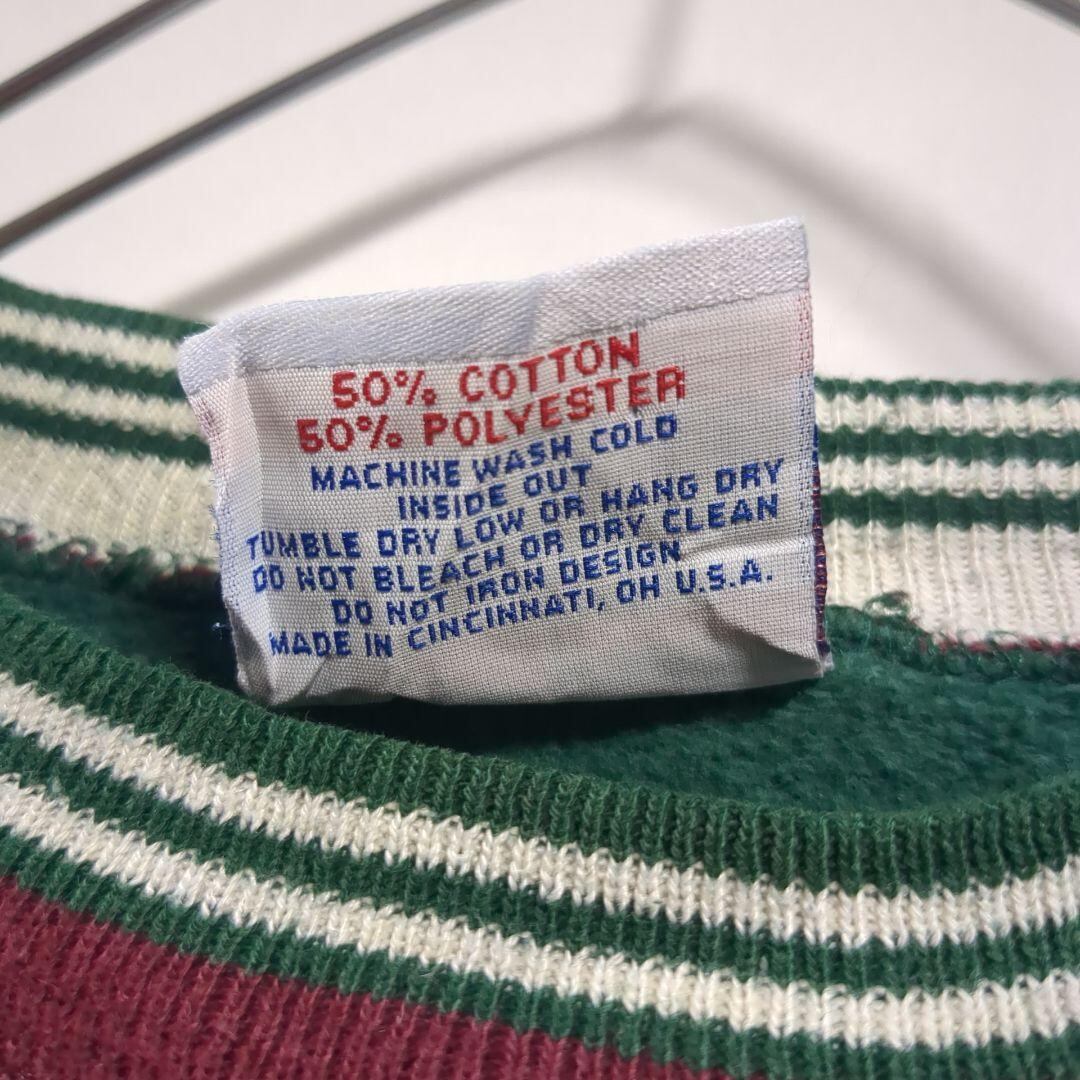 50% COTTON
50% POLYESTER
MACHINE WASH COLD
INSIDE OUT
TUMBLE DRY LOW OR HANG DRY
DO NOT BLEACH OR DRY CLEAN
DO NOT IRON DESIGN
MADE IN CINCINNATI, OH U.S.A.